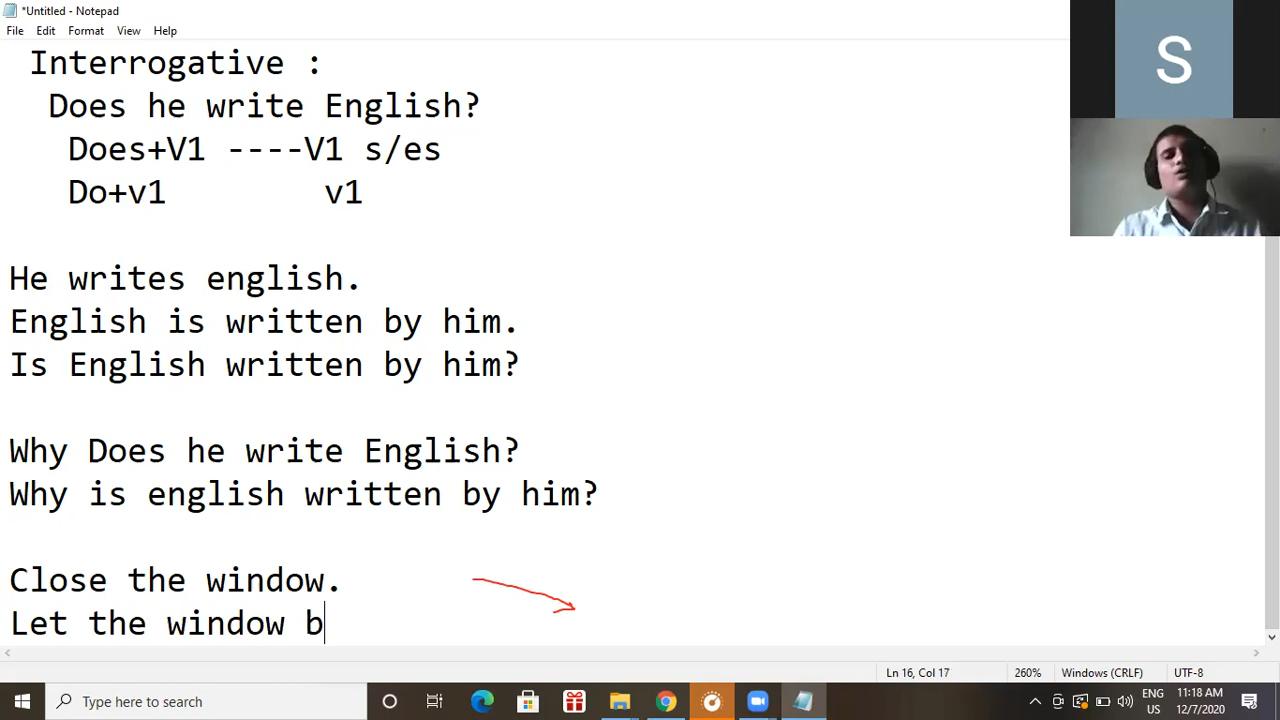 *Untitled - Notepad
File Edit Format View Help
S
Interrogative :
Does he write English?
Does+V1 ----V1 s/es
Do+v1 v1
He writes english.
English is written by him.
Is English written by him?
Why Does he write English?
Why is english written by him?
Close the window.
Let the window b
Ln 16, Col 17 260% Windows (CRLF) UTF-8
Type here to search
ENG 11:18 AM
US 12/7/2020